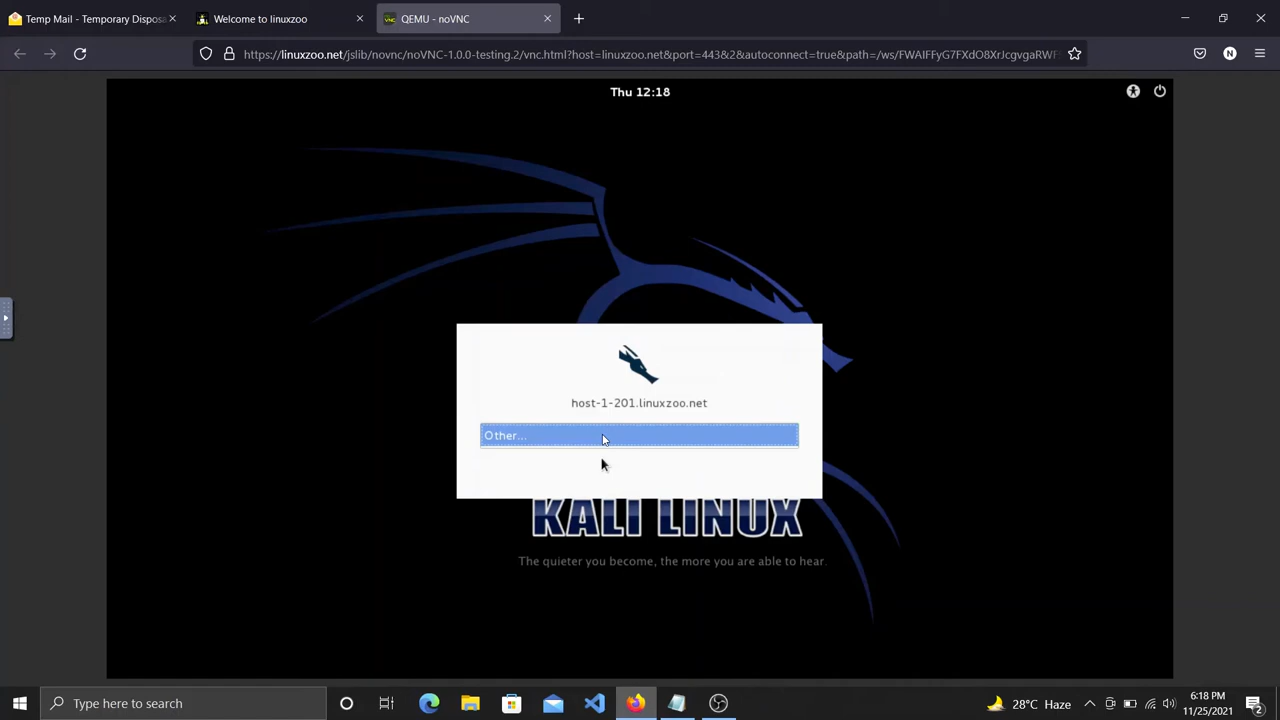 Temp Mail - Temporary Disposa
Welcome to linuxzoo
QEMU - noVNC
https://linuxzoo.net/jslib/novnc/noVNC-1.0.0-testing.2/vnc.html?host=linuxzoo.net&port=443&2&autoconnect=true&path=/ws/FWAIFFyG7FXdO8XrJcgvgaRWF
N
Thu 12:18
host-1-201.linuxzoo.net
Other...
KALI LINUX
The quieter you become, the more you are able to hear.
Type here to search
28°C Haze
6:18 PM
11/25/2021
2